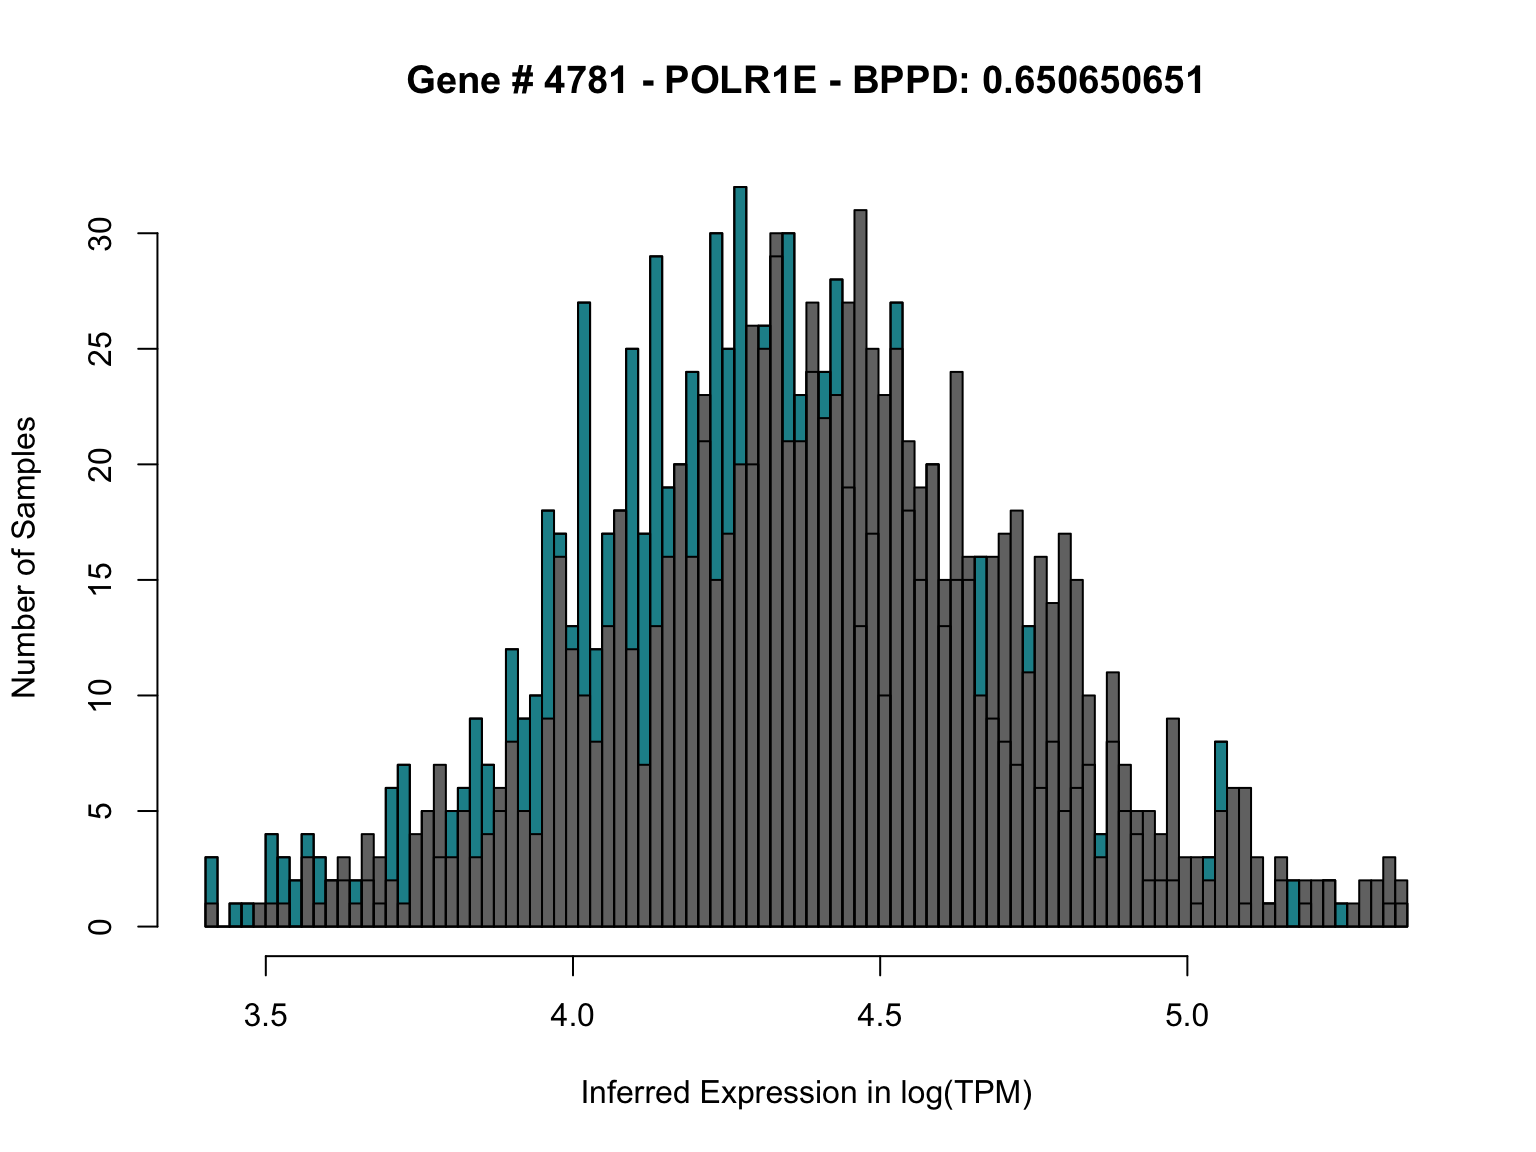 Gene # 4781 - POLR1E - BPPD: 0.650650651
Number of Samples
30
25
20
15
10
5
0
3.5 4.0 4.5 5.0
Inferred Expression in log(TPM)